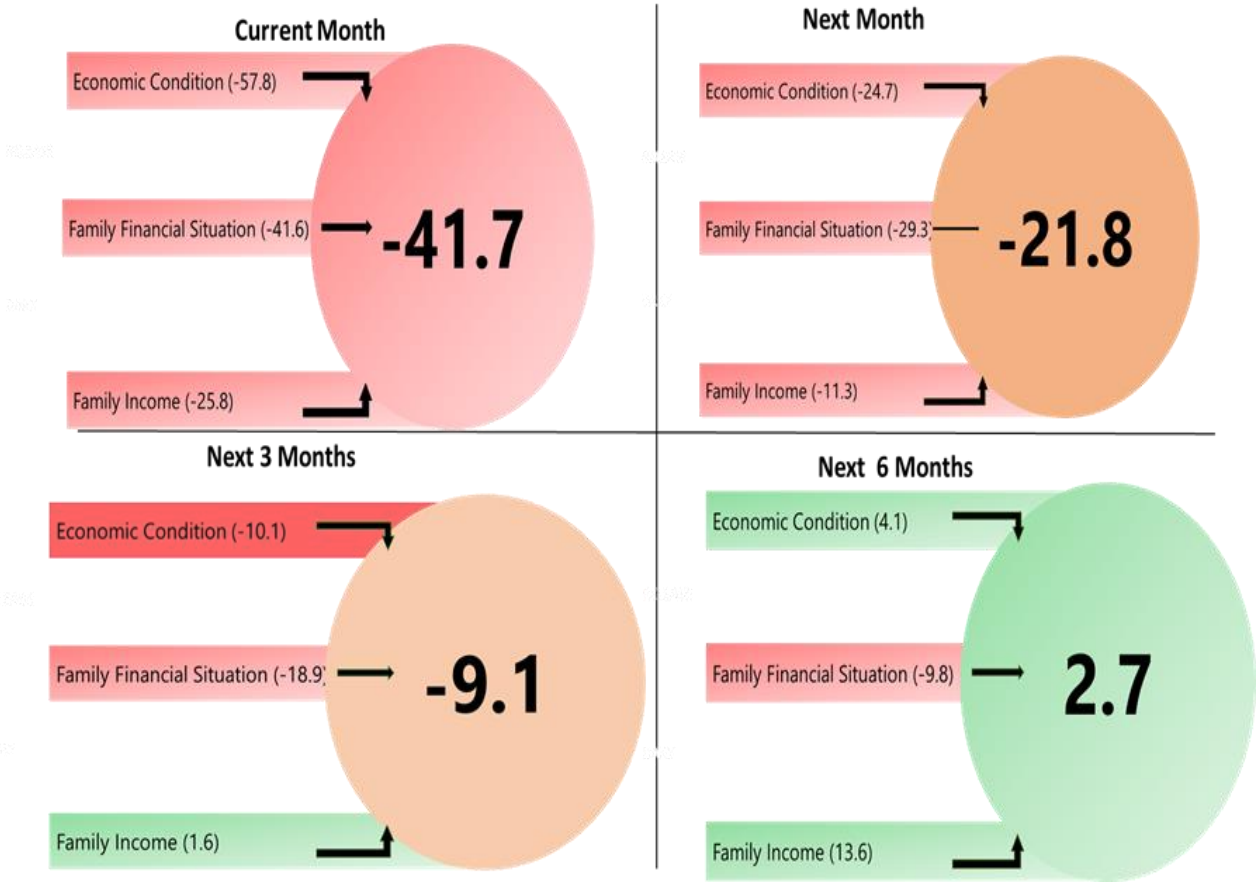 Current Month
Economic Condition (-57.8)
Family Financial Situation (-41.6)
-41.7
Family Income (-25.8)
Next Month
Economic Condition (-24.7)
Family Financial Situation (-29.3)
-21.8
Family Income (-11.3)
Next 3 Months
Economic Condition (-10.1)
Family Financial Situation (-18.9)
-9.1
Family Income (1.6)
Next 6 Months
Economic Condition (4.1)
Family Financial Situation (-9.8)
2.7
Family Income (13.6)